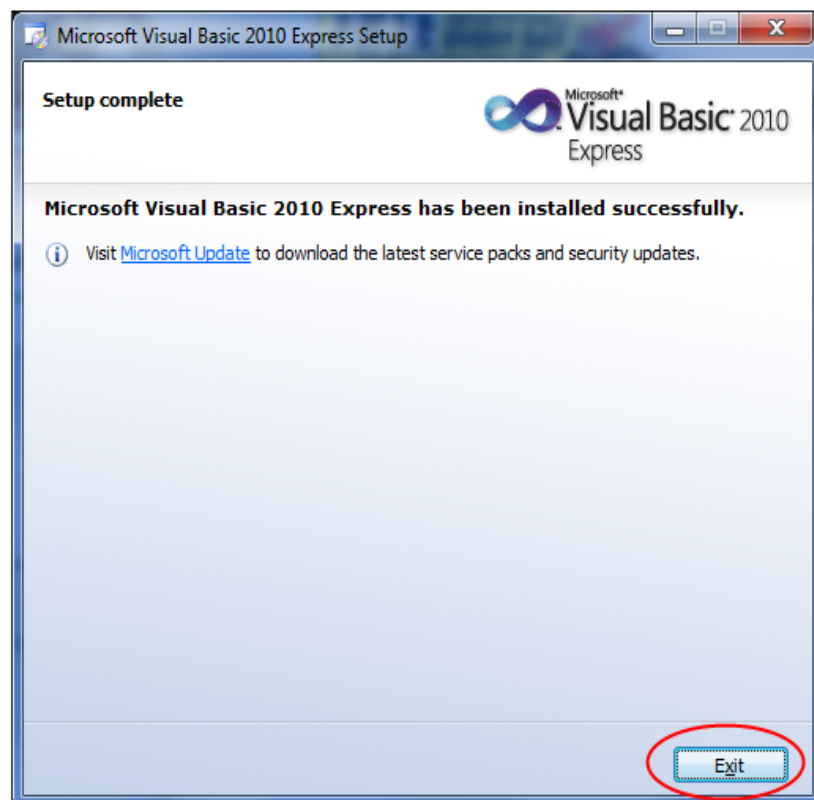 Microsoft Visual Basic 2010 Express Setup
X
Setup complete
Microsoft®
Visual Basic® 2010
Express
Microsoft Visual Basic 2010 Express has been installed successfully.
Visit Microsoft Update to download the latest service packs and security updates.
Exit